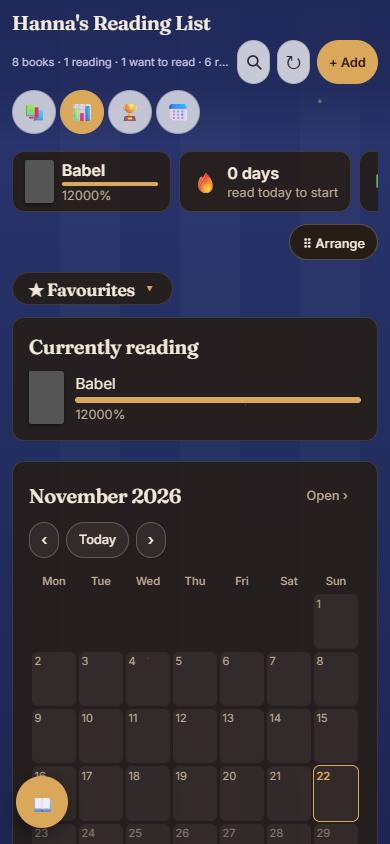 Hanna's Reading List
8 books · 1 reading · 1 want to read · 6 r...
+ Add
Babel
12000%
0 days
read today to start
⠿ Arrange
★ Favourites ▼
Currently reading
Babel
12000%
November 2026
Open ›
‹ Today ›
Mon Tue Wed Thu Fri Sat Sun
1
2 3 4 5 6 7 8
9 10 11 12 13 14 15
16 17 18 19 20 21 22
23 24 25 26 27 28 29